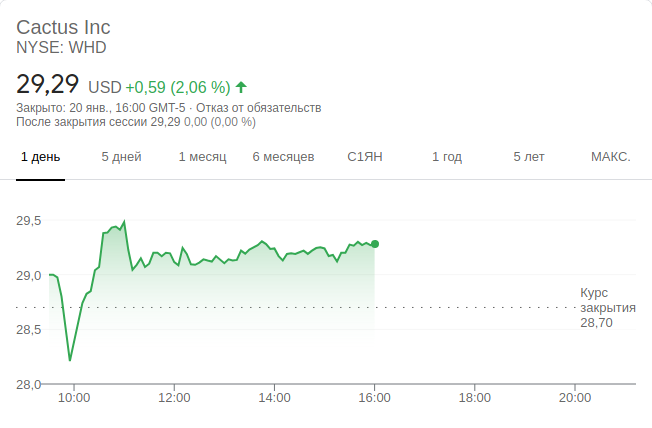 Cactus Inc
NYSE: WHD
29,29 USD +0,59 (2,06 %)
Закрыто: 20 янв., 16:00 GMT-5 · Отказ от обязательств
После закрытия сессии 29,29 0,00 (0,00 %)
1 день 5 дней 1 месяц 6 месяцев С1ЯН 1 год 5 лет МАКС.
29,5
29,0
Курс
закрытия
28,70
28,5
28,0
10:00 12:00 14:00 16:00 18:00 20:00